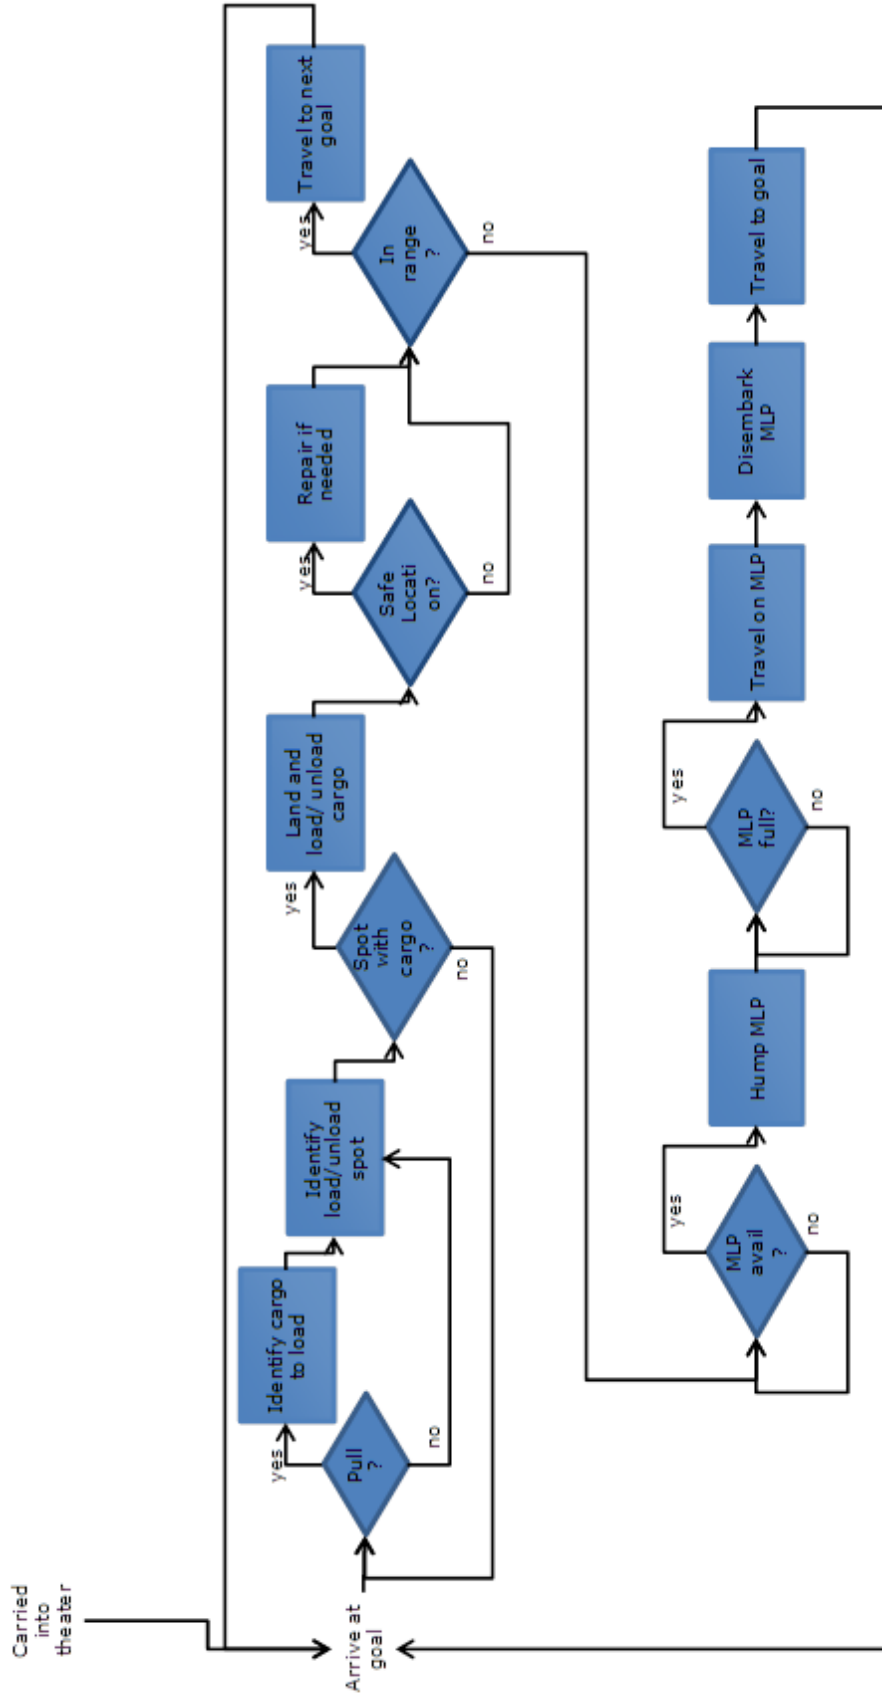 Carried
into
theater
Arrive at
goal
Pull
?
yes
no
Identify cargo
to load
Identify
load/unload
spot
Spot
with
cargo
?
yes
no
Land and
load/ unload
cargo
Safe
Locati
on?
yes
no
Repair if
needed
In
range
?
yes
no
Travel to next
goal
MLP
avail
?
yes
no
Hump MLP
MLP
full?
yes
no
Travel on MLP
Disembark
MLP
Travel to goal